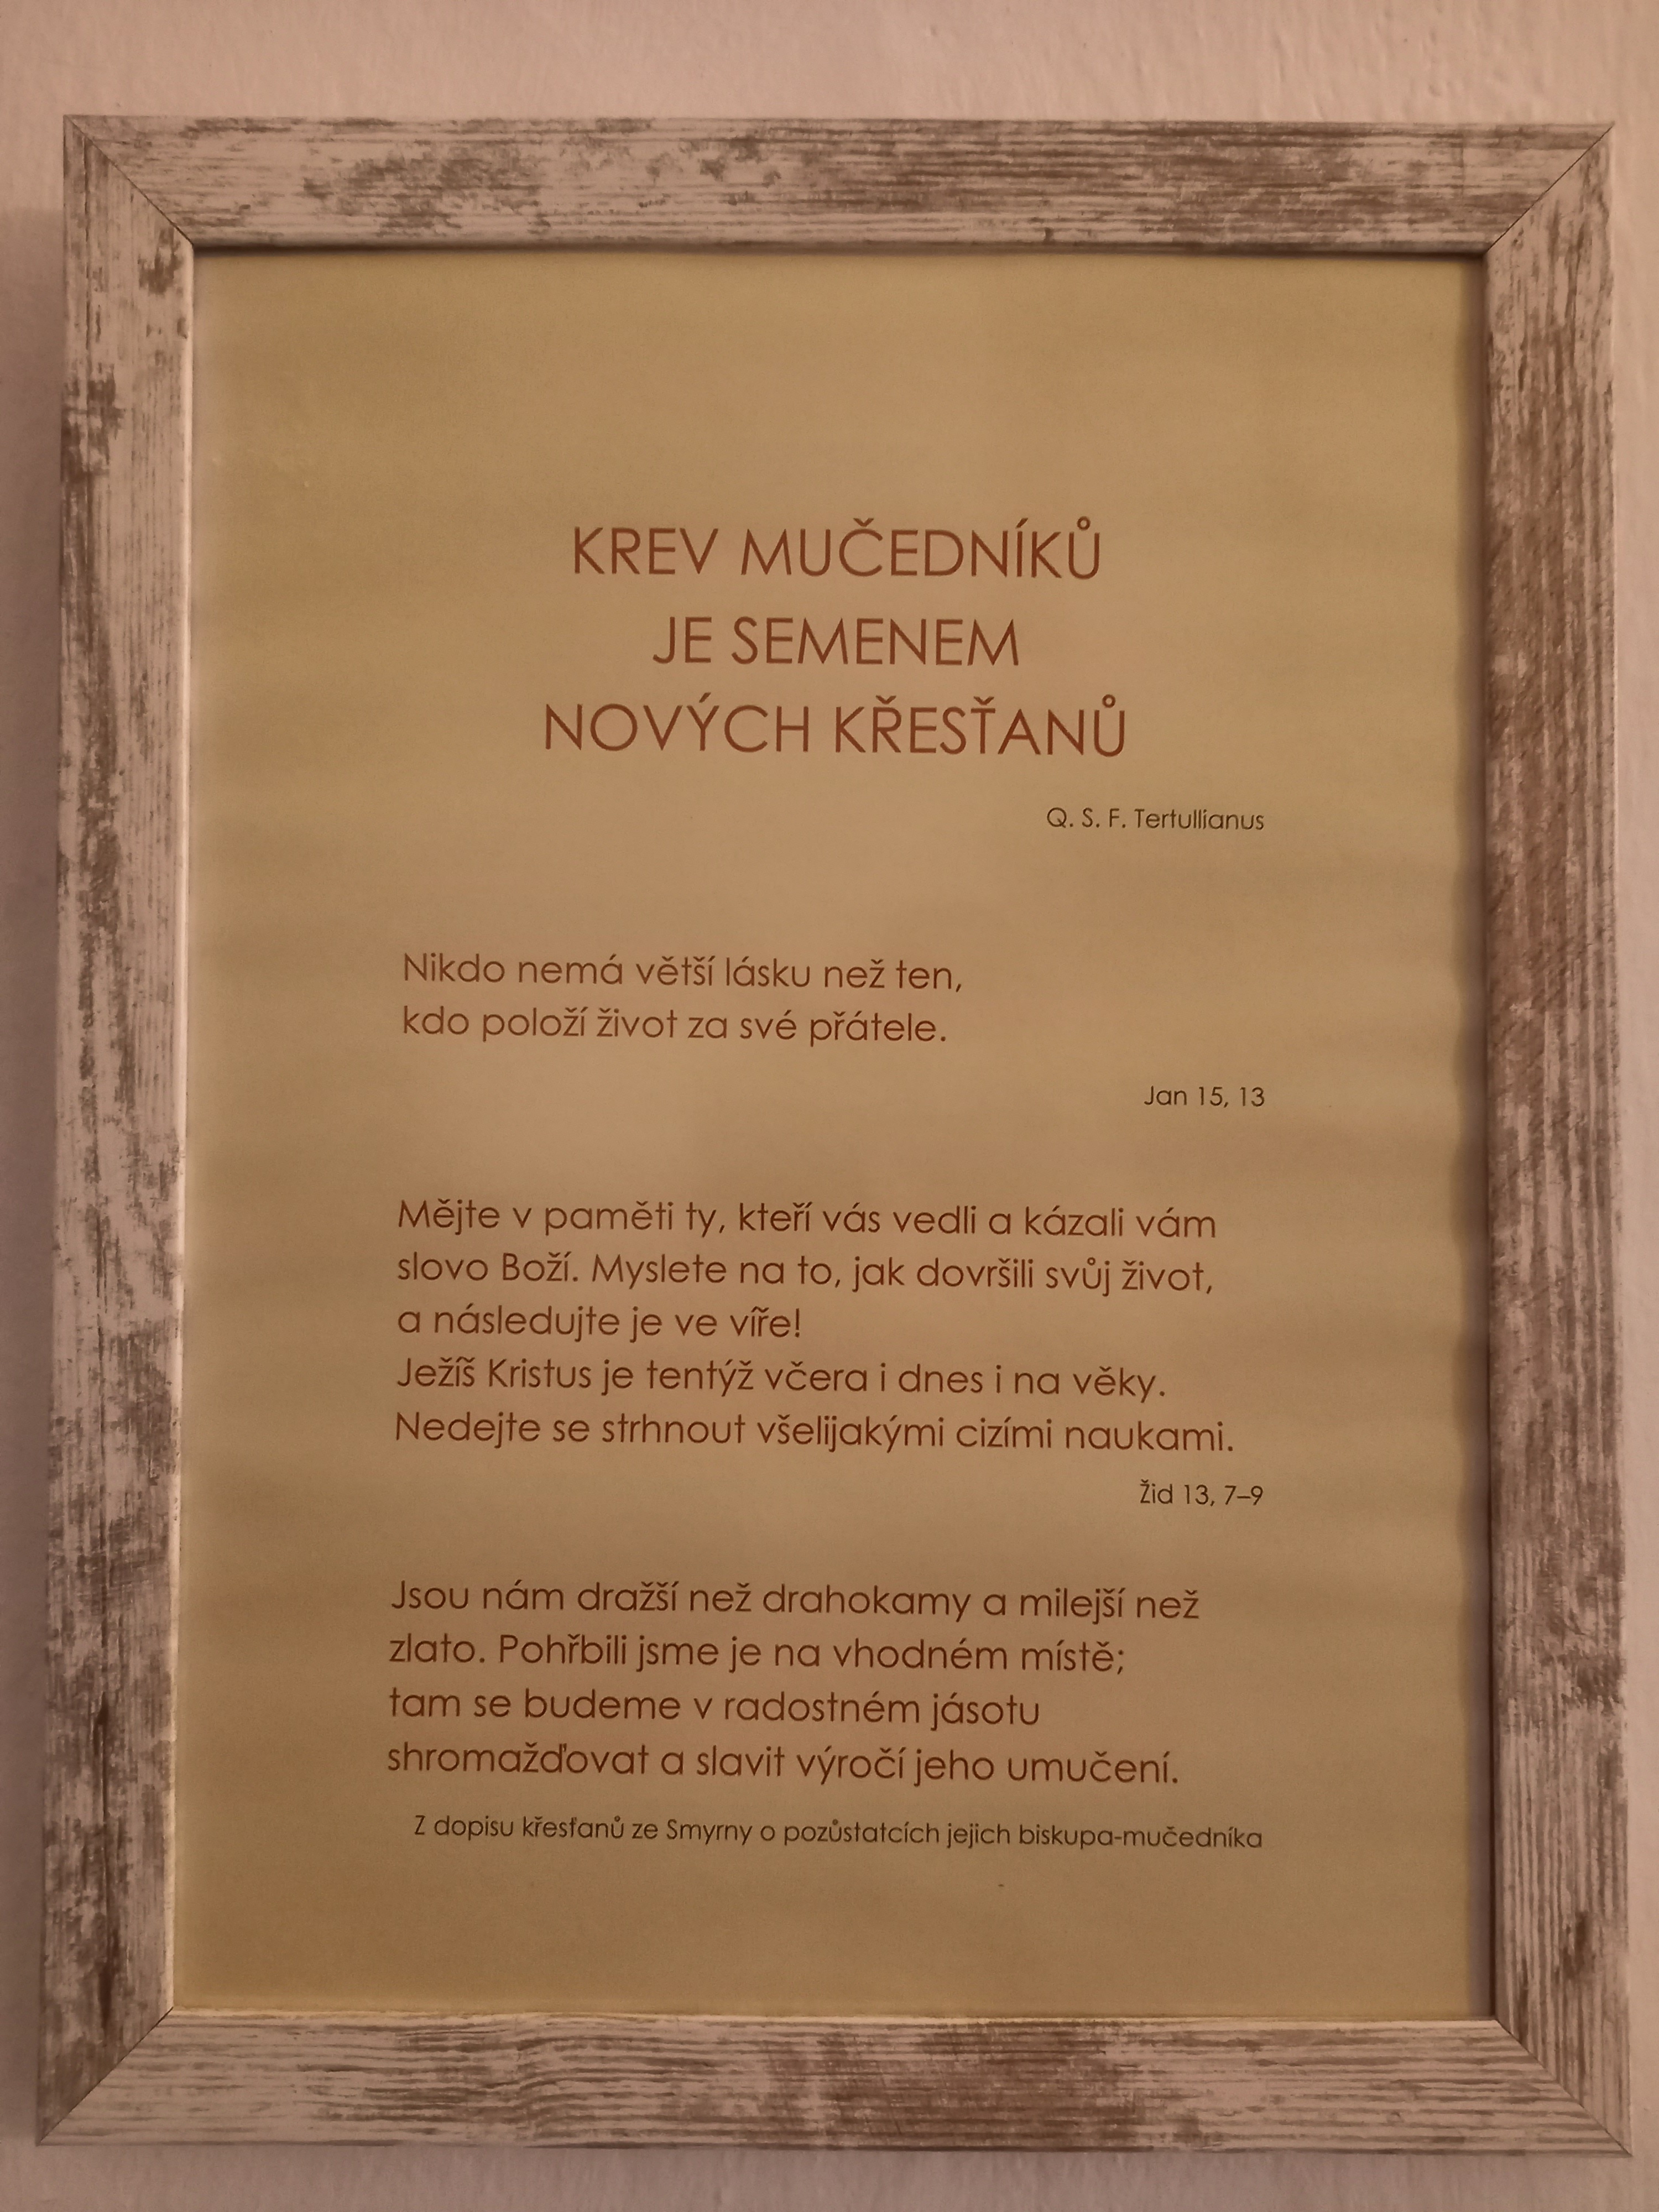 KREV MUČEDNÍKŮ
JE SEMENEM
NOVÝCH KŘESŤANŮ
Q. S. F. Tertullianus
Nikdo nemá větší lásku než ten,
kdo položí život za své přátele.
Jan 15, 13
Mějte v paměti ty, kteří vás vedli a kázali vám
slovo Boží. Myslete na to, jak dovršili svůj život,
a následujte je ve víře!
Ježíš Kristus je tentýž včera i dnes i na věky.
Nedejte se strhnout všelijakými cizími naukami.
Žid 13, 7–9
Jsou nám dražší než drahokamy a milejší než
zlato. Pohřbili jsme je na vhodném místě;
tam se budeme v radostném jásotu
shromažďovat a slavit výročí jeho umučení.
Z dopisu křesťanů ze Smyrny o pozůstatcích jejich biskupa-mučedníka